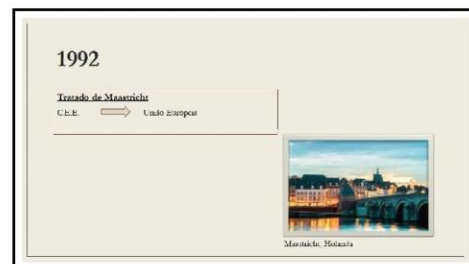 1992
Tratado de Maastricht
C.E.E. União Europeia
Maastricht, Holanda